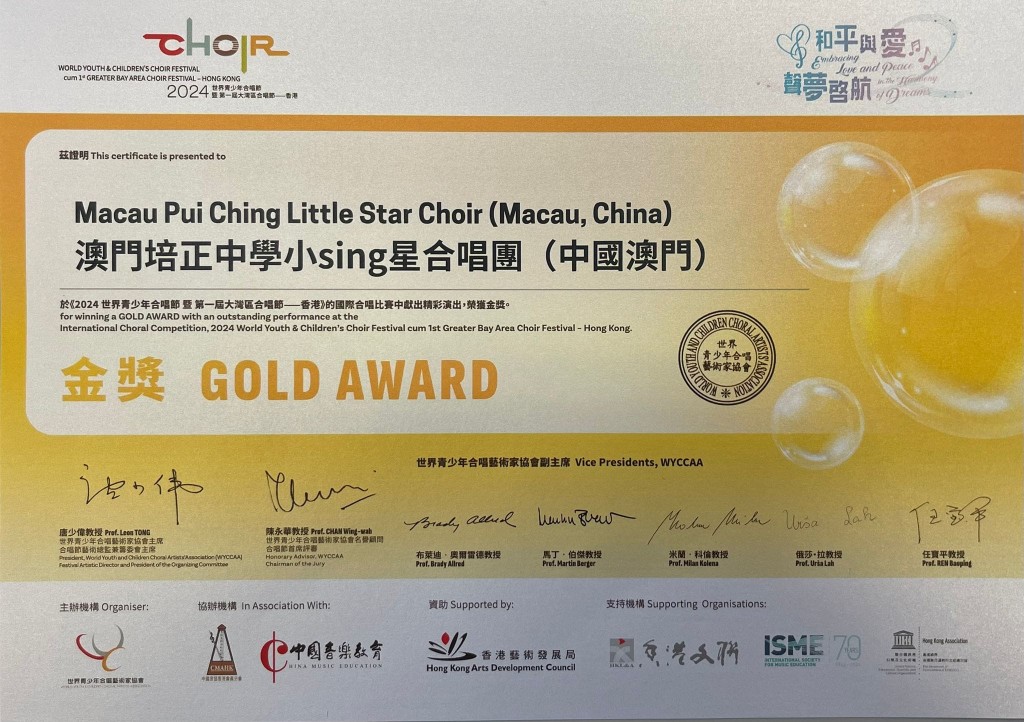 CHOIR
WORLD YOUTH & CHILDREN'S CHOIR FESTIVAL
cum 1st GREATER BAY AREA CHOIR FESTIVAL – HONG KONG
2024 世界青少年合唱節
暨 第一屆大灣區合唱節——香港
和平與愛
Embracing
Love and Peace
in The Harmony
聲夢啓航
of Dreams
茲證明 This certificate is presented to
Macau Pui Ching Little Star Choir (Macau, China)
澳門培正中學小sing星合唱團（中國澳門）
於《2024 世界青少年合唱節 暨 第一屆大灣區合唱節——香港》的國際合唱比賽中獻出精彩演出，榮獲金獎。
for winning a GOLD AWARD with an outstanding performance at the
International Choral Competition, 2024 World Youth & Children's Choir Festival cum 1st Greater Bay Area Choir Festival – Hong Kong.
金獎 GOLD AWARD
WORLD YOUTH AND CHILDREN CHORAL ARTISTS' ASSOCIATION
世界
青少年合唱
藝術家協會
世界青少年合唱藝術家協會副主席 Vice Presidents, WYCCAA
唐少偉教授 Prof. Leon TONG
世界青少年合唱藝術家協會主席
合唱節藝術總監兼籌委會主席
President, World Youth and Children Choral Artists' Association (WYCCAA)
Festival Artistic Director and President of the Organizing Committee
陳永華教授 Prof. CHAN Wing-wah
世界青少年合唱藝術家協會名譽顧問
合唱節首席評審
Honorary Advisor, WYCCAA
Chairman of the Jury
Brady Allred
布萊迪．奧爾雷德教授
Prof. Brady Allred
馬丁．伯傑教授
Prof. Martin Berger
米蘭．科倫教授
Prof. Milan Kolena
Urša Lah
俄莎·拉教授
Prof. Urša Lah
任寶平教授
Prof. REN Baoping
主辦機構 Organiser:
世界青少年合唱藝術家協會
協辦機構 In Association With:
CMAHK
中國音樂教育
CHINA MUSIC EDUCATION
資助 Supported by:
香港藝術發展局
Hong Kong Arts Development Council
支持機構 Supporting Organisations:
香港文聯
iSME 70
INTERNATIONAL SOCIETY
FOR MUSIC EDUCATION
Hong Kong Association